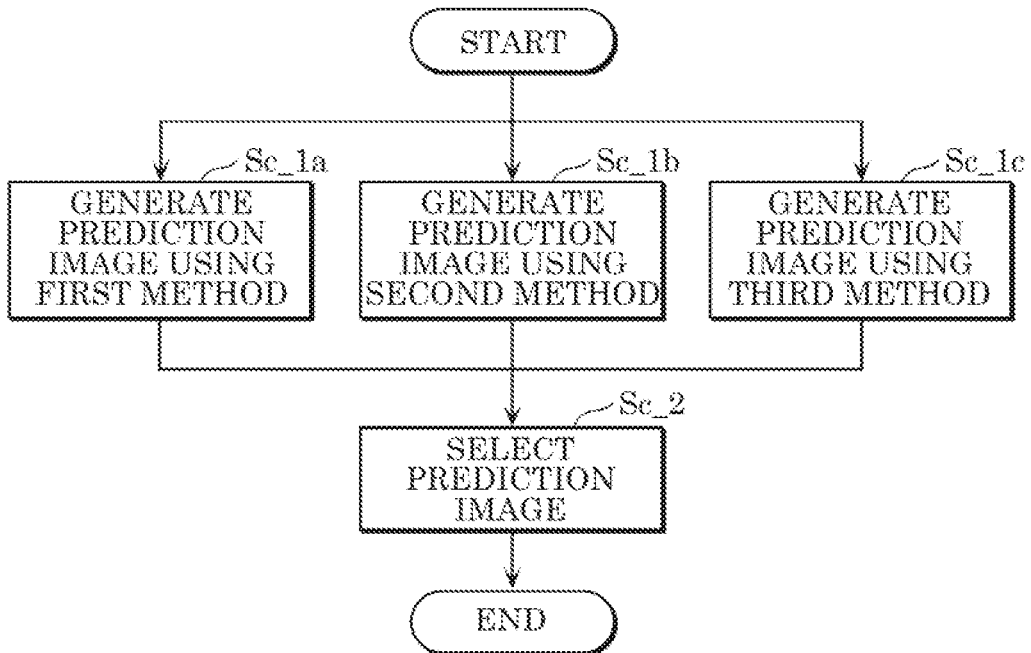 START
Sc_1a
GENERATE
PREDICTION
IMAGE USING
FIRST METHOD
Sc_1b
GENERATE
PREDICTION
IMAGE USING
SECOND METHOD
Sc_1c
GENERATE
PREDICTION
IMAGE USING
THIRD METHOD
Sc_2
SELECT
PREDICTION
IMAGE
END